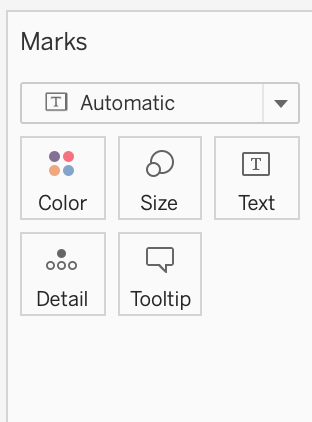 Marks
T Automatic
Color Size T Text
Detail Tooltip